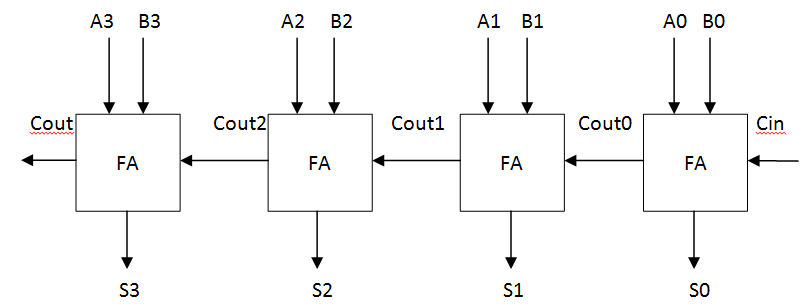 A3 B3 A2 B2 A1 B1 A0 B0
Cout Cout2 Cout1 Cout0 Cin
FA FA FA FA
S3 S2 S1 S0